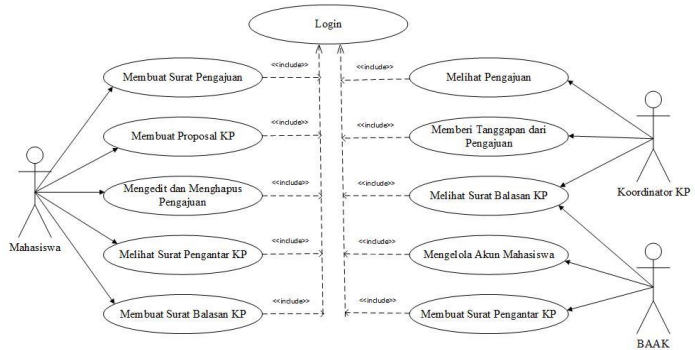 Login
<<include>>
<<include>>
Membuat Surat Pengajuan
Melihat Pengajuan
<<include>>
<<include>>
Membuat Proposal KP
Memberi Tanggapan dari
Pengajuan
<<include>>
<<include>>
Mengedit dan Menghapus
Pengajuan
Melihat Surat Balasan KP
Koordinator KP
Mahasiswa
<<include>>
<<include>>
Melihat Surat Pengantar KP
Mengelola Akun Mahasiswa
<<include>>
<<include>>
Membuat Surat Balasan KP
Membuat Surat Pengantar KP
BAAK